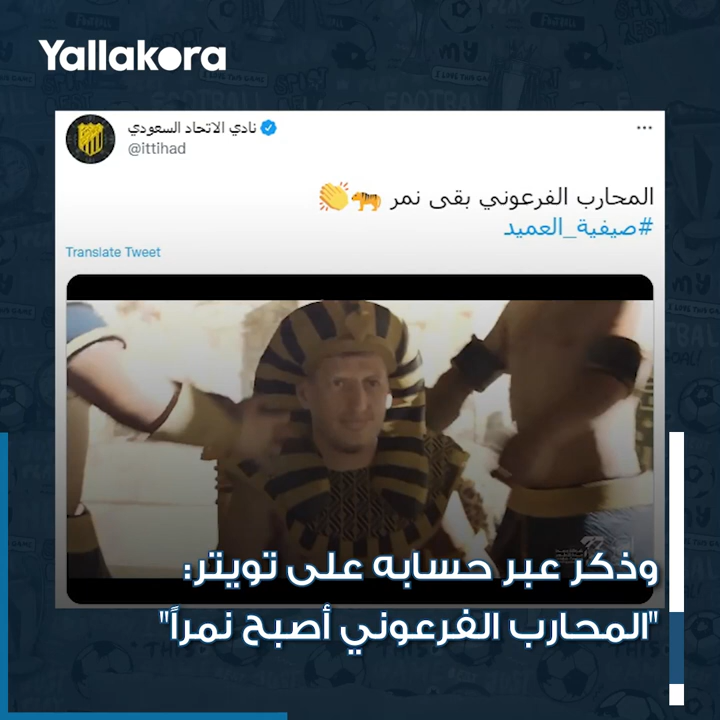 Yallakora
نادي الاتحاد السعودي
@ittihad
المحارب الفرعوني بقى نمر 🐅👏
#صيفية_العميد
Translate Tweet
وذكر عبر حسابه على تويتر:
"المحارب الفرعوني أصبح نمراً"